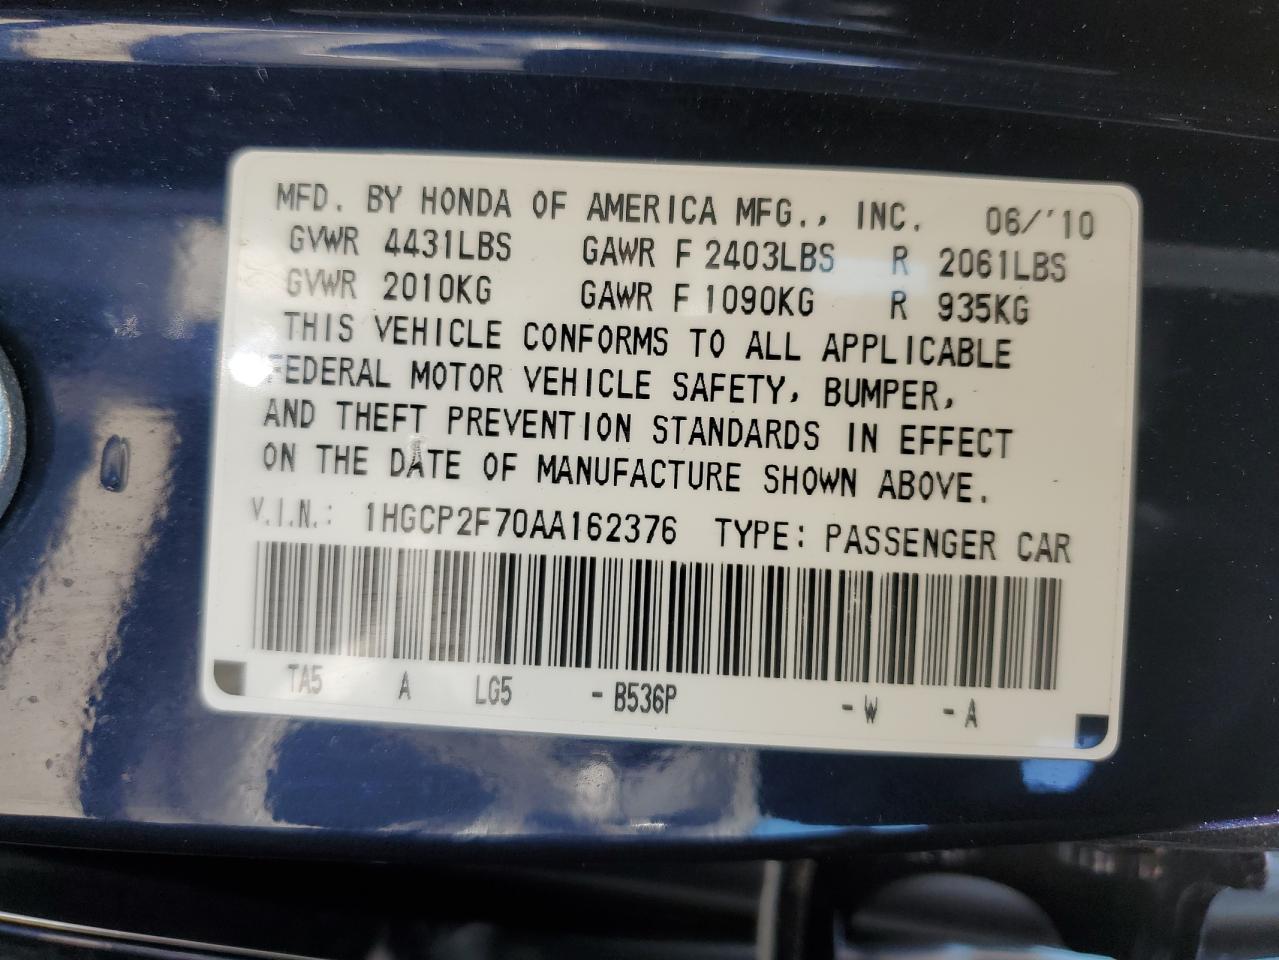 MFD. BY HONDA OF AMERICA MFG., INC. 06/'10
GVWR 4431LBS GAWR F 2403LBS R 2061LBS
GVWR 2010KG GAWR F 1090KG R 935KG
THIS VEHICLE CONFORMS TO ALL APPLICABLE
FEDERAL MOTOR VEHICLE SAFETY, BUMPER,
AND THEFT PREVENTION STANDARDS IN EFFECT
ON THE DATE OF MANUFACTURE SHOWN ABOVE.
V.I.N.: 1HGCP2F70AA162376 TYPE: PASSENGER CAR
TA5 A LG5 -B536P -W -A